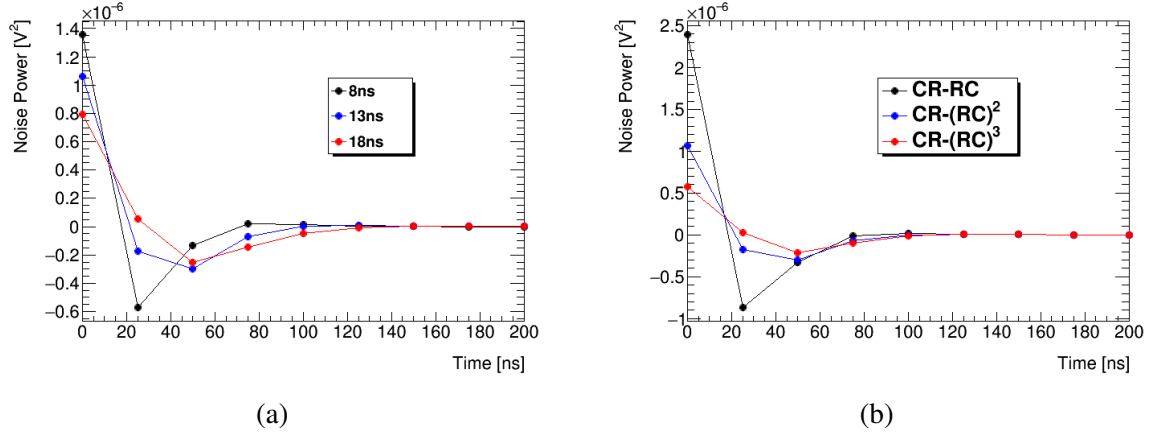 ×10⁻⁶
Noise Power [V²]
1.4
1.2
1
0.8
0.6
0.4
0.2
0
−0.2
−0.4
−0.6
8ns
13ns
18ns
0 20 40 60 80 100 120 140 160 180 200
Time [ns]
(a)
×10⁻⁶
Noise Power [V²]
2.5
2
1.5
1
0.5
0
−0.5
−1
CR-RC
CR-(RC)²
CR-(RC)³
0 20 40 60 80 100 120 140 160 180 200
Time [ns]
(b)